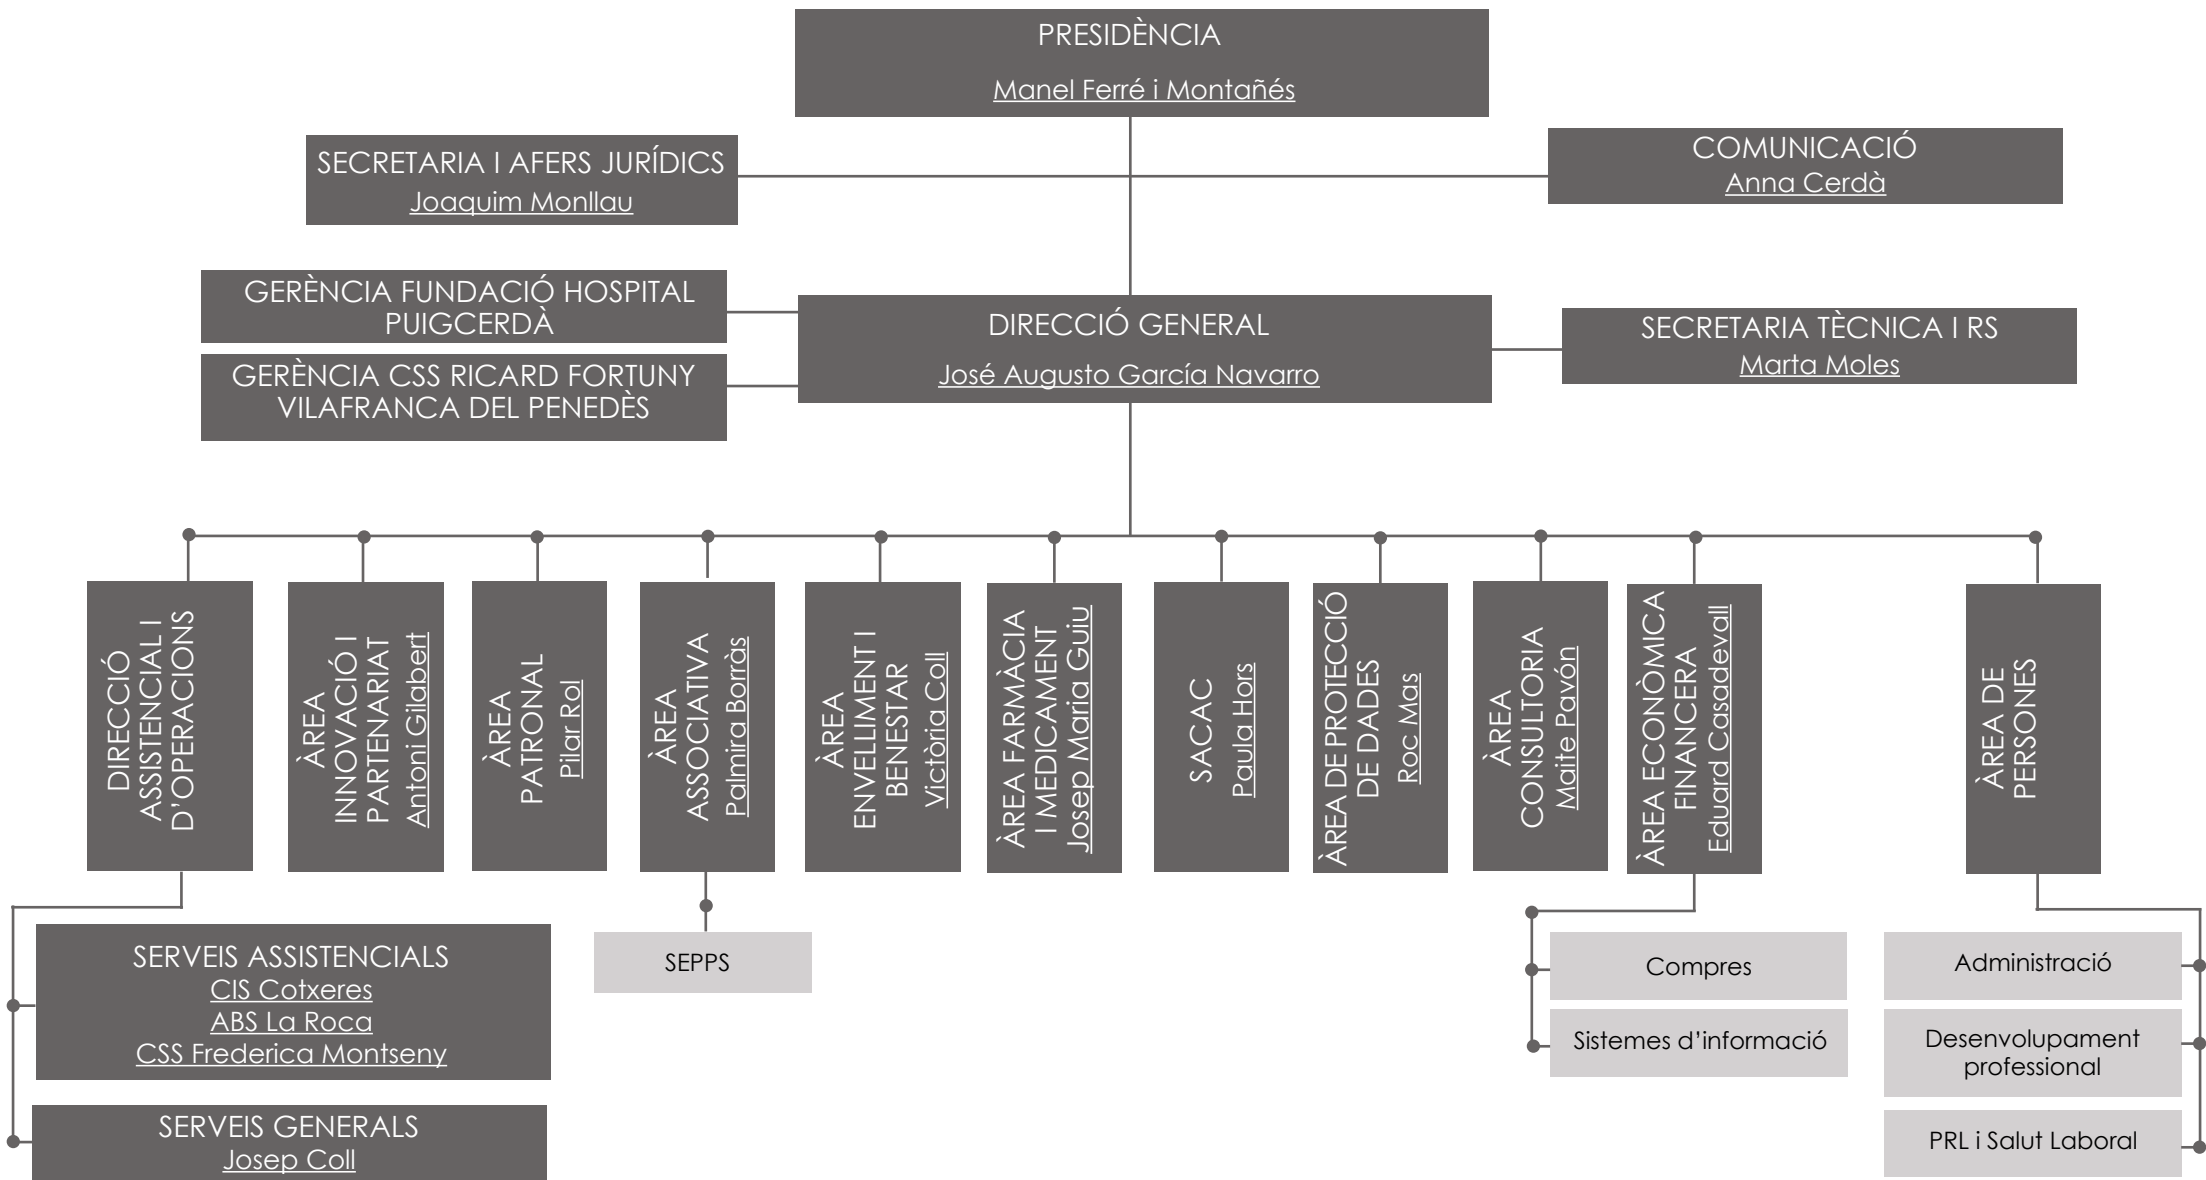 PRESIDÈNCIA
Manel Ferré i Montañés
SECRETARIA I AFERS JURÍDICS
Joaquim Monllau
COMUNICACIÓ
Anna Cerdà
GERÈNCIA FUNDACIÓ HOSPITAL
PUIGCERDÀ
GERÈNCIA CSS RICARD FORTUNY
VILAFRANCA DEL PENEDÈS
DIRECCIÓ GENERAL
José Augusto García Navarro
SECRETARIA TÈCNICA I RS
Marta Moles
DIRECCIÓ
ASSISTENCIAL I
D'OPERACIONS
ÀREA
INNOVACIÓ I
PARTENARIAT
Antoni Gilabert
ÀREA
PATRONAL
Pilar Rol
ÀREA
ASSOCIATIVA
Palmira Borràs
ÀREA
ENVELLIMENT I
BENESTAR
Victòria Coll
ÀREA FARMÀCIA
I MEDICAMENT
Josep Maria Guiu
SACAC
Paula Hors
ÀREA DE PROTECCIÓ
DE DADES
Roc Mas
ÀREA
CONSULTORIA
Maite Pavón
ÀREA ECONÒMICA
FINANCERA
Eduard Casadevall
ÀREA DE
PERSONES
SERVEIS ASSISTENCIALS
CIS Cotxeres
ABS La Roca
CSS Frederica Montseny
SERVEIS GENERALS
Josep Coll
SEPPS
Compres
Sistemes d'informació
Administració
Desenvolupament
professional
PRL i Salut Laboral